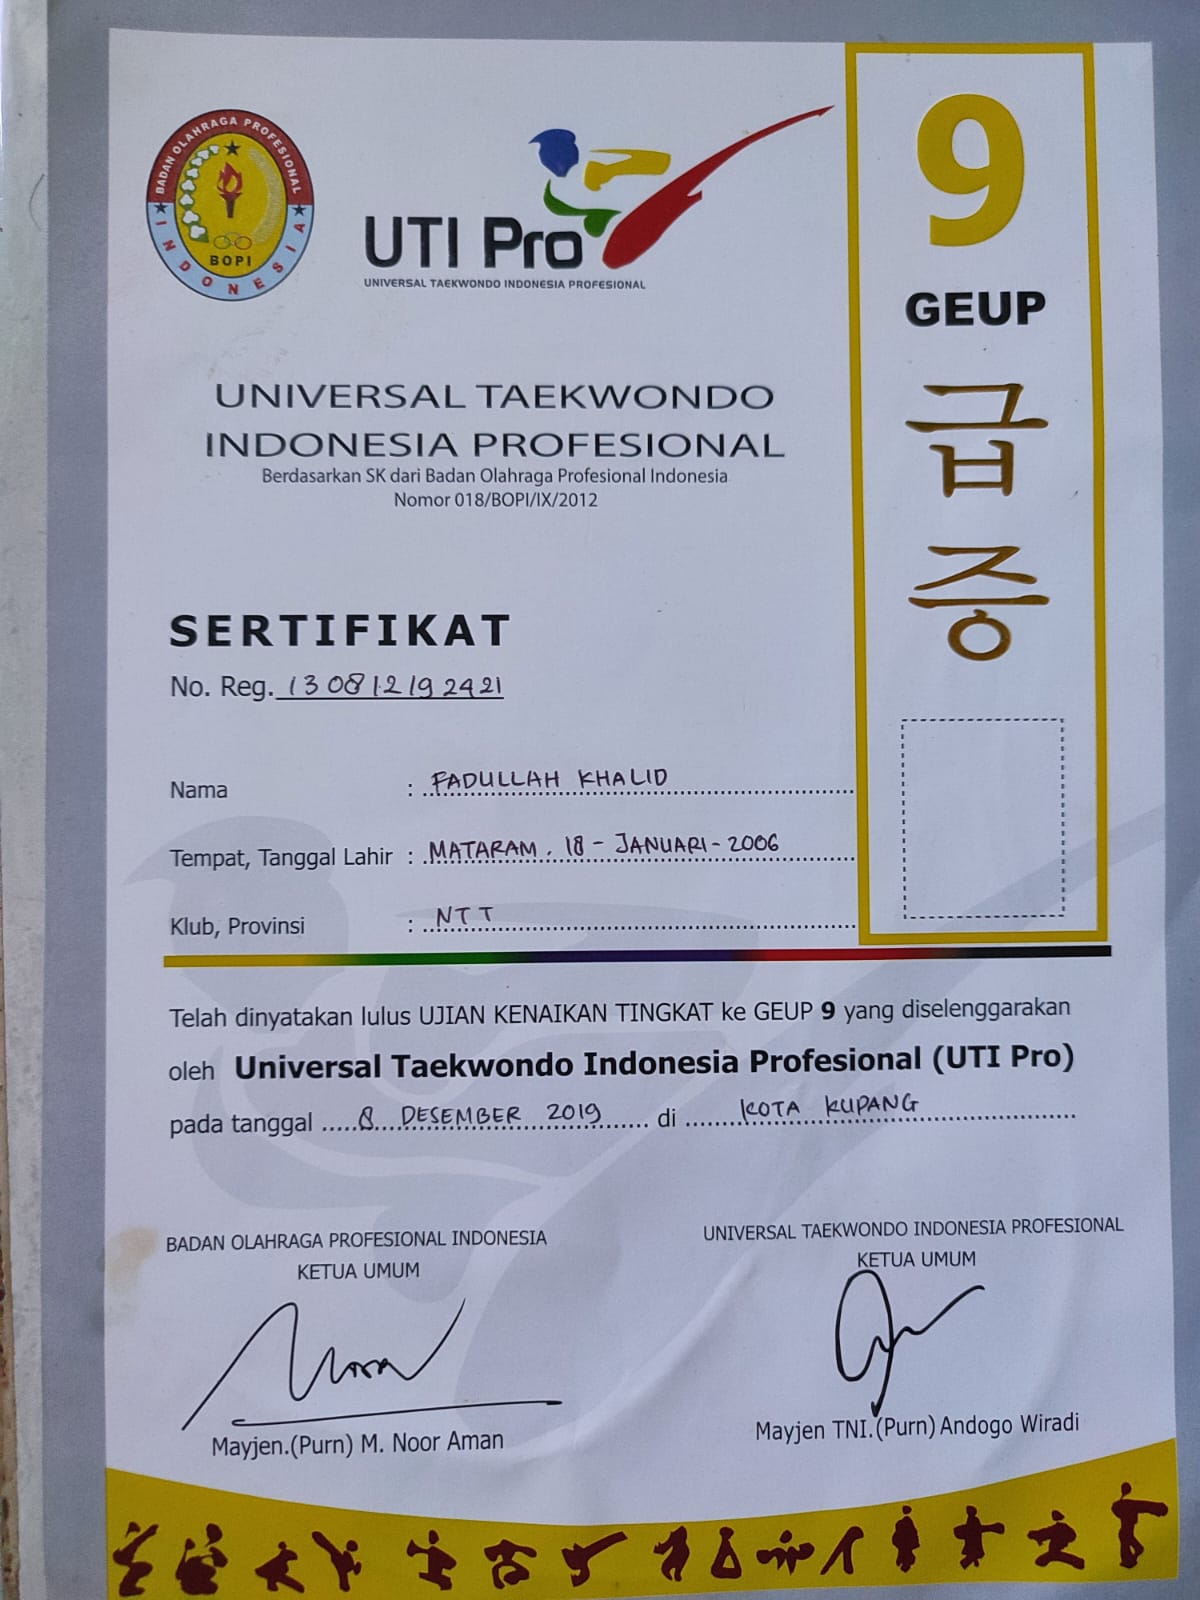 BADAN OLAHRAGA PROFESIONAL
INDONESIA
BOPI
UTI Pro
UNIVERSAL TAEKWONDO INDONESIA PROFESIONAL
9
GEUP
급
증
UNIVERSAL TAEKWONDO
INDONESIA PROFESIONAL
Berdasarkan SK dari Badan Olahraga Profesional Indonesia
Nomor 018/BOPI/IX/2012
SERTIFIKAT
No. Reg. 13 08 12 19 2421
Nama : FADULLAH KHALID
Tempat, Tanggal Lahir : MATARAM. 18 - JANUARI - 2006
Klub, Provinsi : NTT
Telah dinyatakan lulus UJIAN KENAIKAN TINGKAT ke GEUP 9 yang diselenggarakan
oleh Universal Taekwondo Indonesia Profesional (UTI Pro)
pada tanggal ..... 8 DESEMBER 2019 ...... di ....... KOTA KUPANG ........
BADAN OLAHRAGA PROFESIONAL INDONESIA
KETUA UMUM
Mayjen.(Purn) M. Noor Aman
UNIVERSAL TAEKWONDO INDONESIA PROFESIONAL
KETUA UMUM
Mayjen TNI.(Purn) Andogo Wiradi